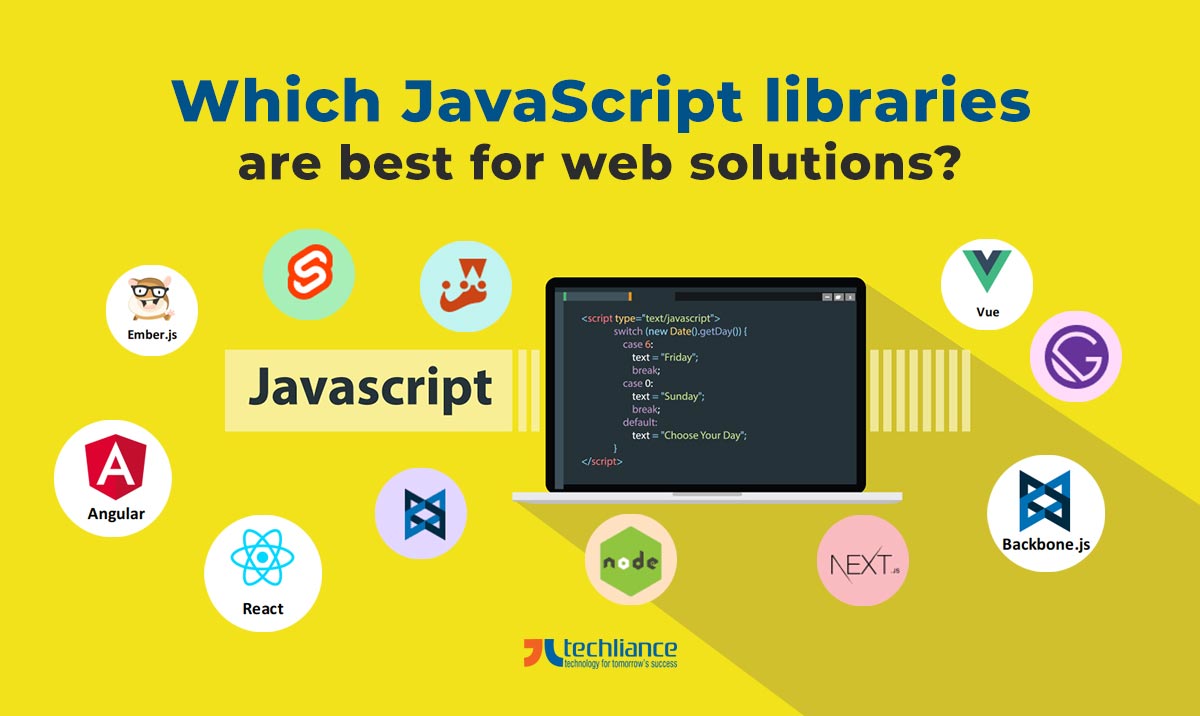 Which JavaScript libraries
are best for web solutions?
Ember.js
Vue
Javascript
<script type="text/javascript">
switch (new Date().getDay()) {
case 6:
text = "Friday";
break;
case 0:
text = "Sunday";
break;
default:
text = "Choose Your Day";
}
</script>
Angular
React
node
NEXT.JS
Backbone.js
techliance
technology for tomorrow's success